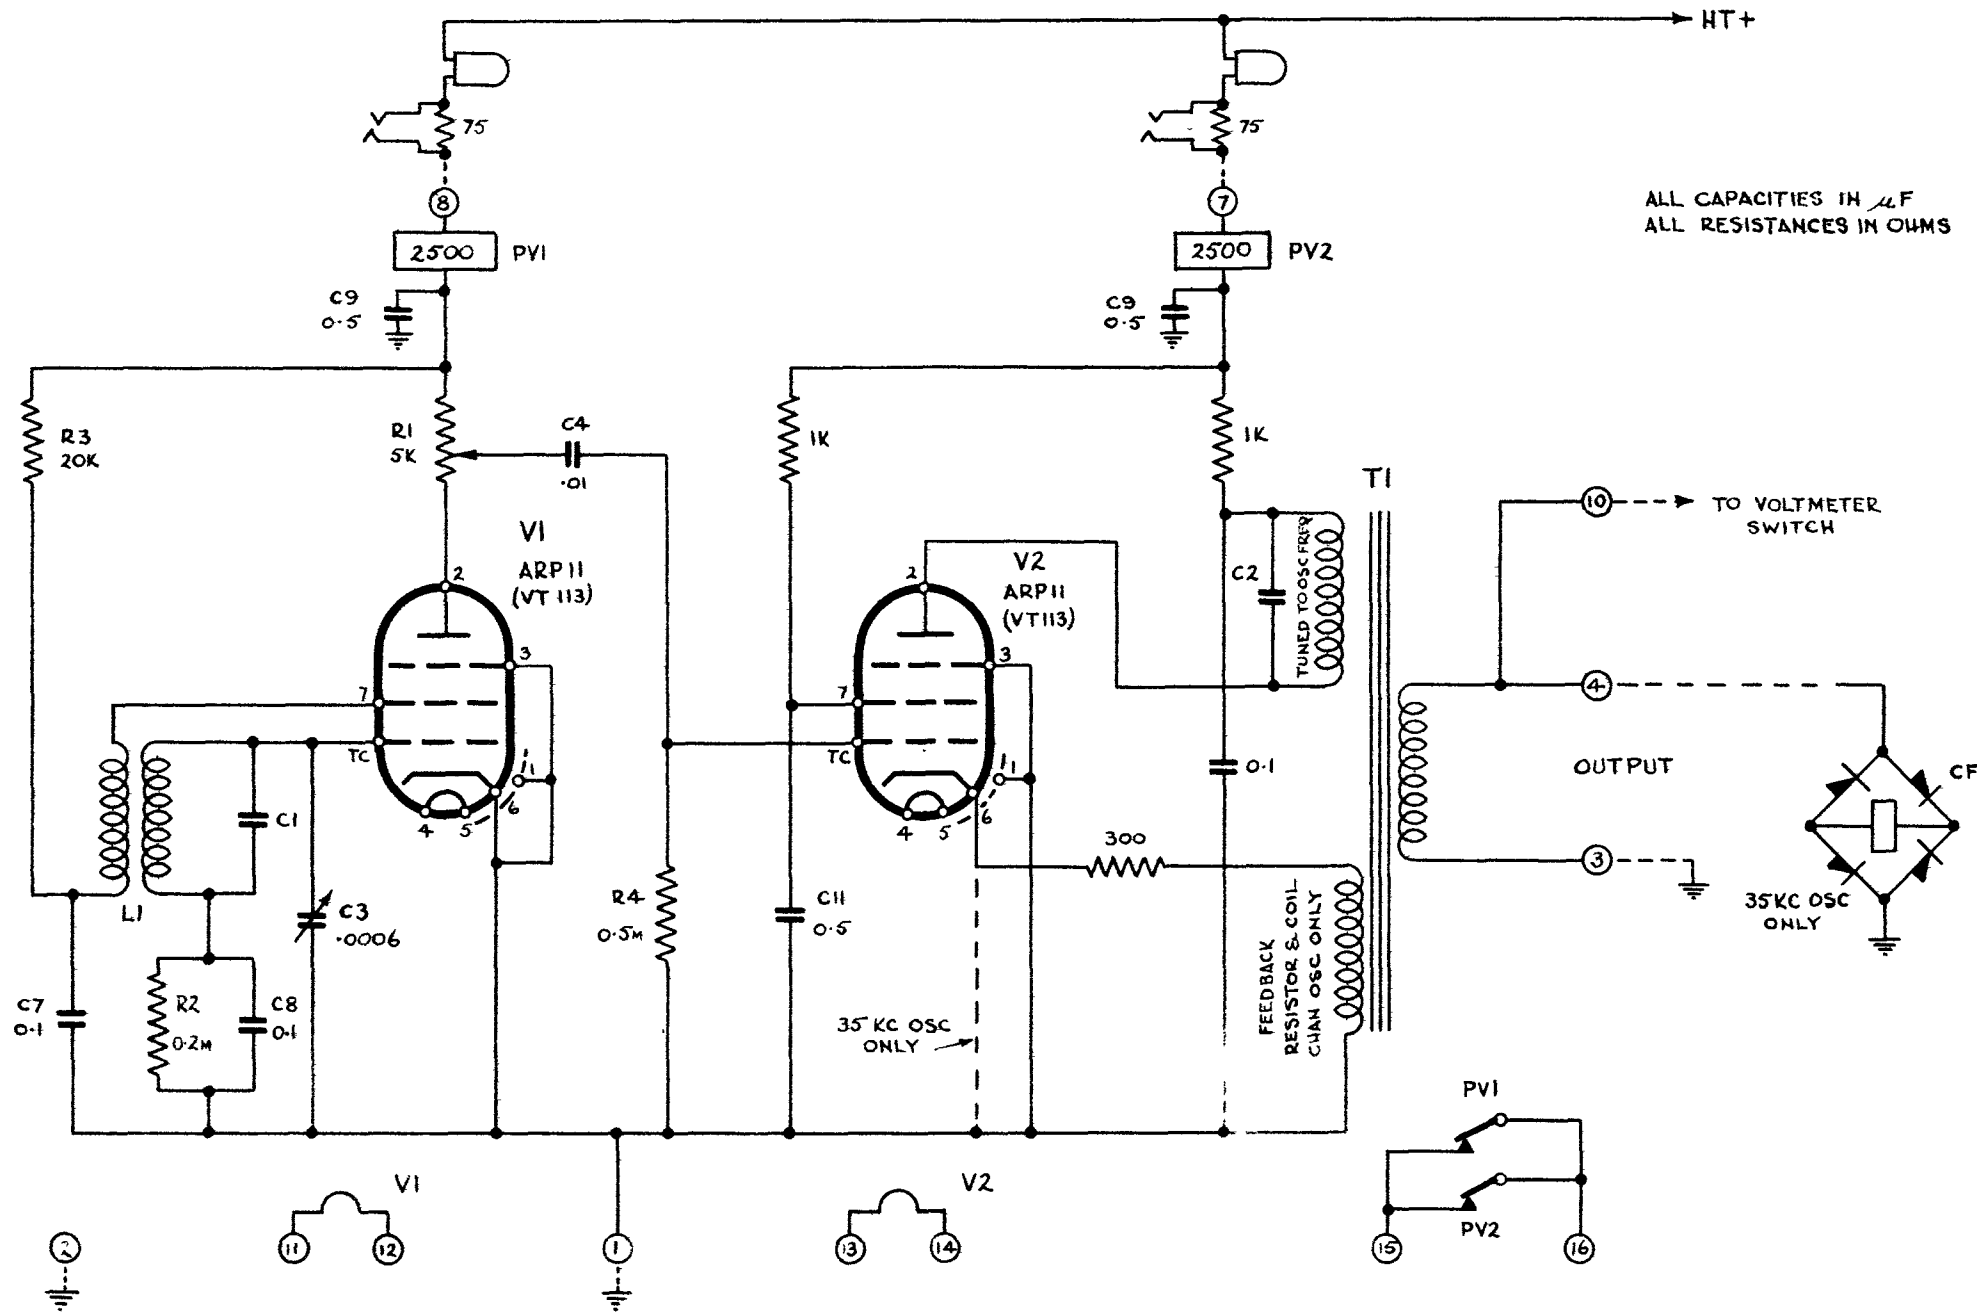 HT+
75
75
8
7
ALL CAPACITIES IN µF
ALL RESISTANCES IN OHMS
2500 PV1
2500 PV2
C9
0.5
C9
0.5
R3
20K
R1
5K
C4
.01
1K
1K
T1
10
TO VOLTMETER
SWITCH
V1
ARP11
(VT 113)
2
3
7
TC
1
6
5
4
V2
ARP11
(VT113)
2
3
7
TC
1
6
5
4
C2
TUNED TO OSC FREQ
4
OUTPUT
3
CF
35KC OSC
ONLY
0.1
300
C1
L1
C3
.0006
R4
0.5M
C11
0.5
FEEDBACK
RESISTOR & COIL
CHAN OSC ONLY
C7
0.1
R2
0.2M
C8
0.1
35 KC OSC
ONLY
PV1
PV2
V1
V2
2
11
12
1
13
14
15
16